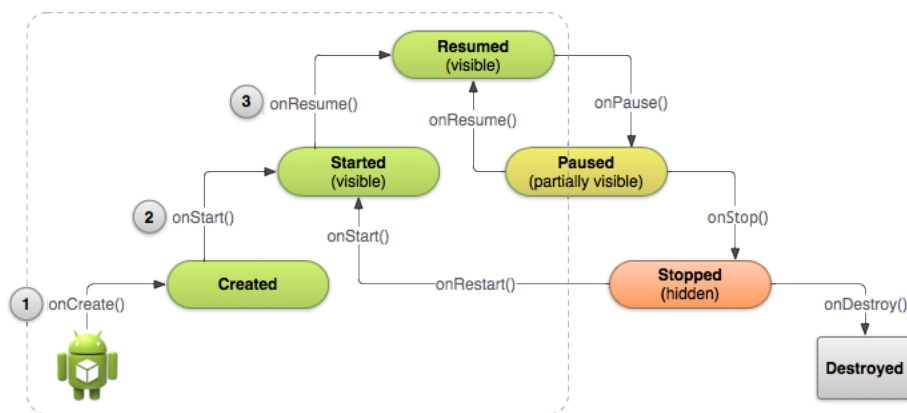 Resumed
(visible)
3
onResume()
onPause()
onResume()
Started
(visible)
Paused
(partially visible)
2
onStart()
onStop()
onStart()
Created
onRestart()
Stopped
(hidden)
1
onCreate()
onDestroy()
Destroyed